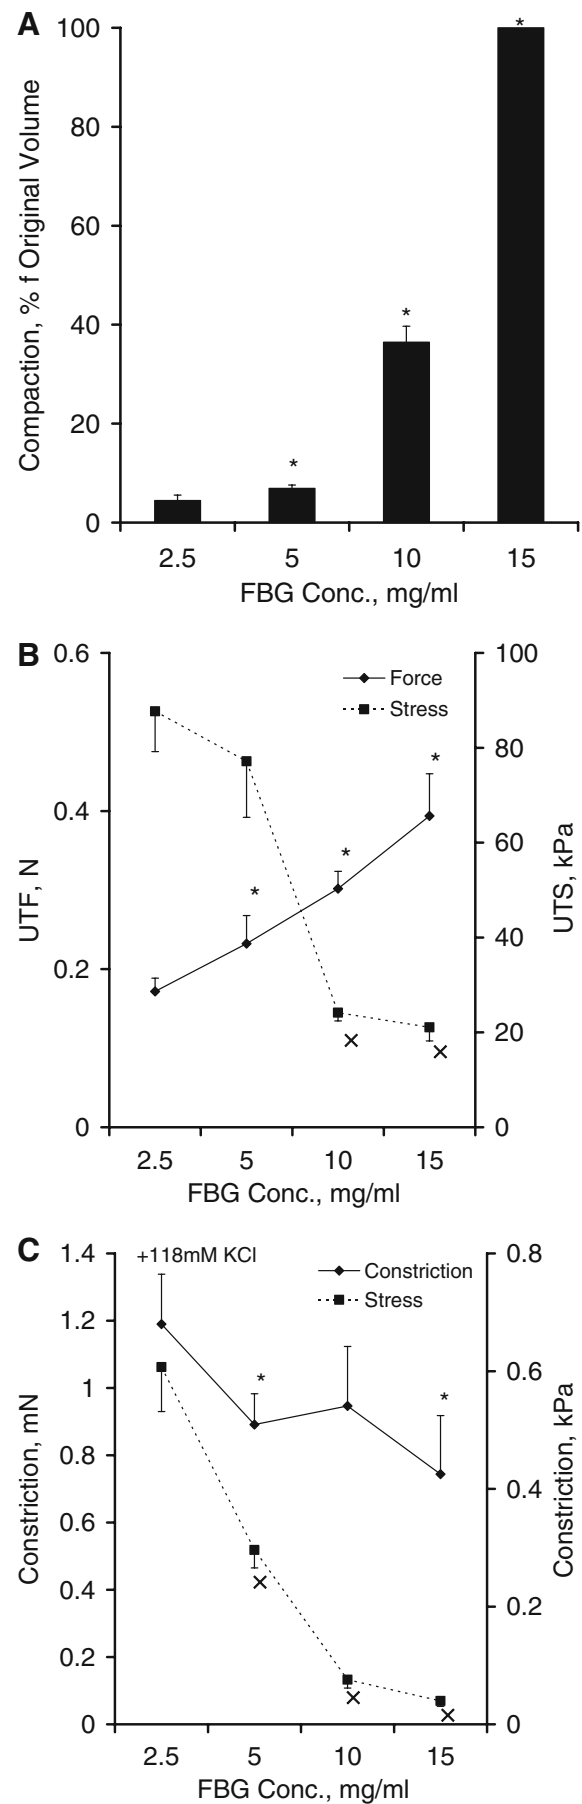 A
Compaction, % f Original Volume
100
80
60
40
20
0
*
*
*
2.5 5 10 15
FBG Conc., mg/ml
B
UTF, N
0.6
0.4
0.2
0
Force
Stress
*
*
*
×
×
100
80
60
40
20
0
UTS, kPa
2.5 5 10 15
FBG Conc., mg/ml
C
Constriction, mN
1.4
1.2
1
0.8
0.6
0.4
0.2
0
+118mM KCl
Constriction
Stress
*
*
×
×
×
0.8
0.6
0.4
0.2
0
Constriction, kPa
2.5 5 10 15
FBG Conc., mg/ml